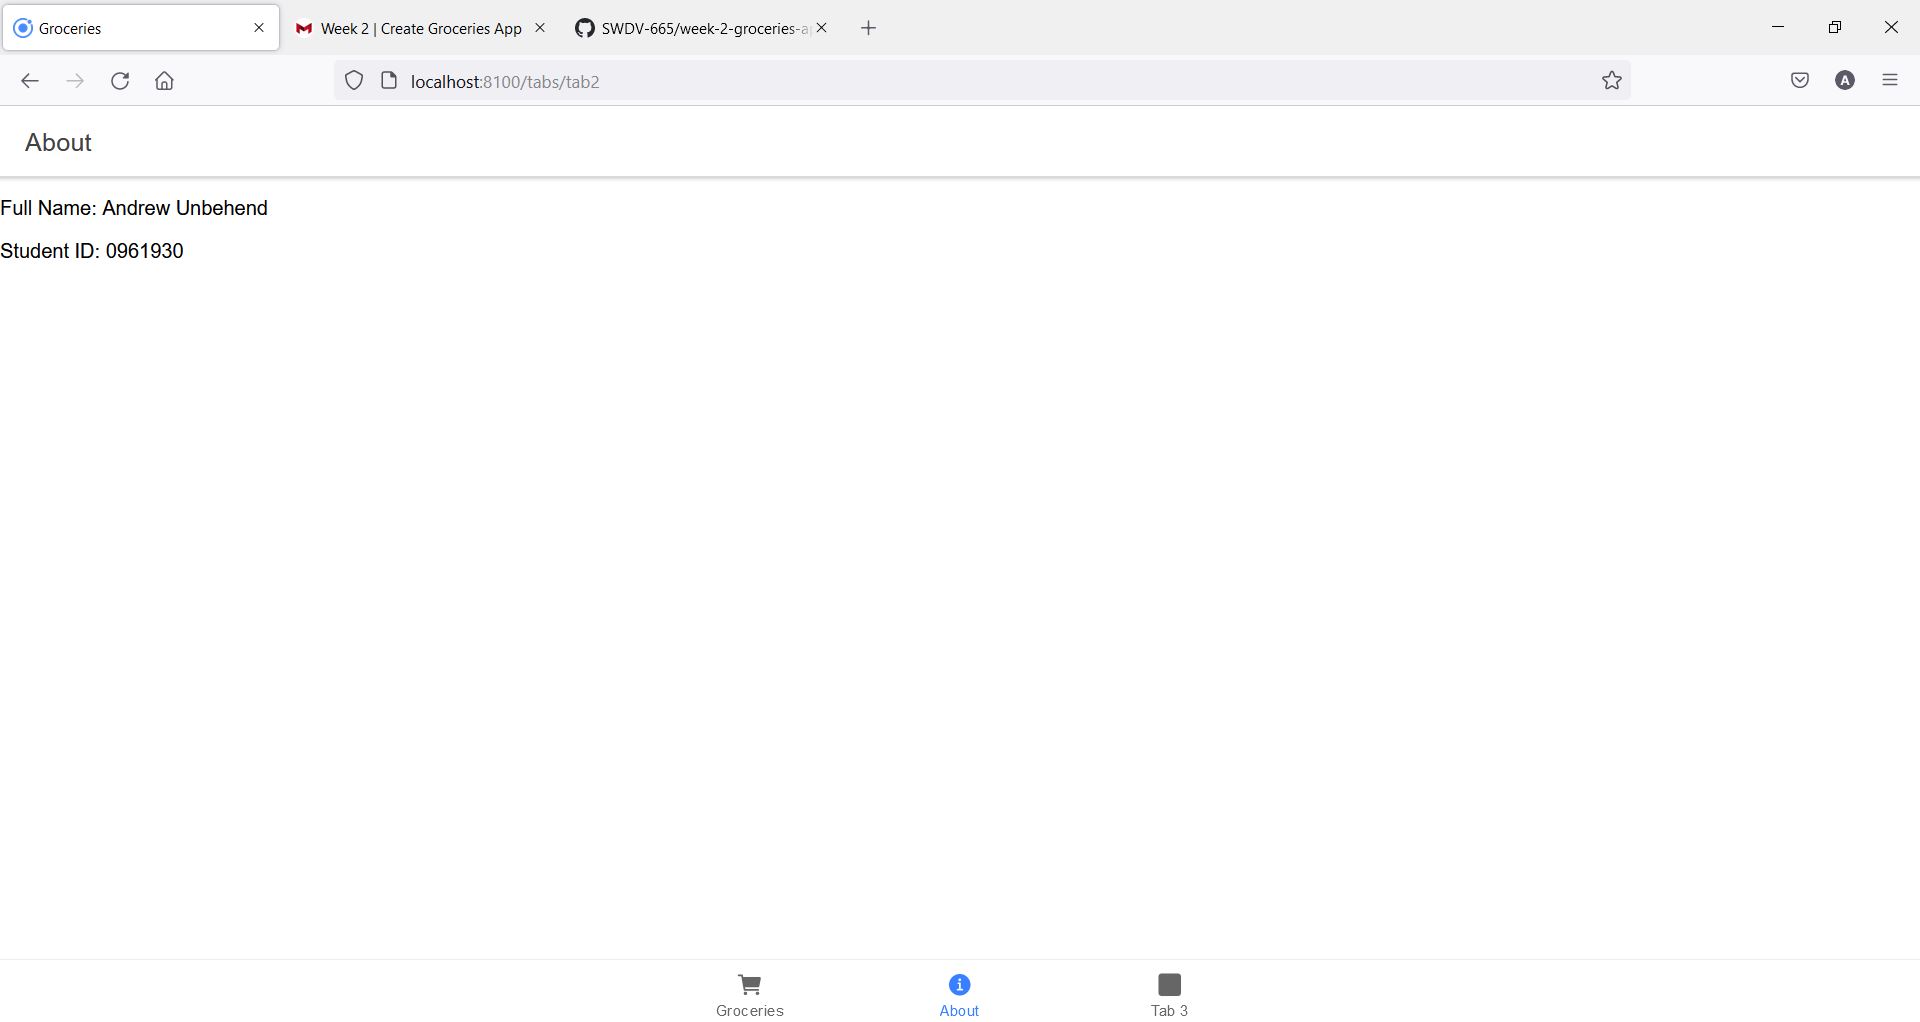 Groceries
Week 2 | Create Groceries App
SWDV-665/week-2-groceries-a
localhost:8100/tabs/tab2
A
About
Full Name: Andrew Unbehend
Student ID: 0961930
Groceries
About
Tab 3